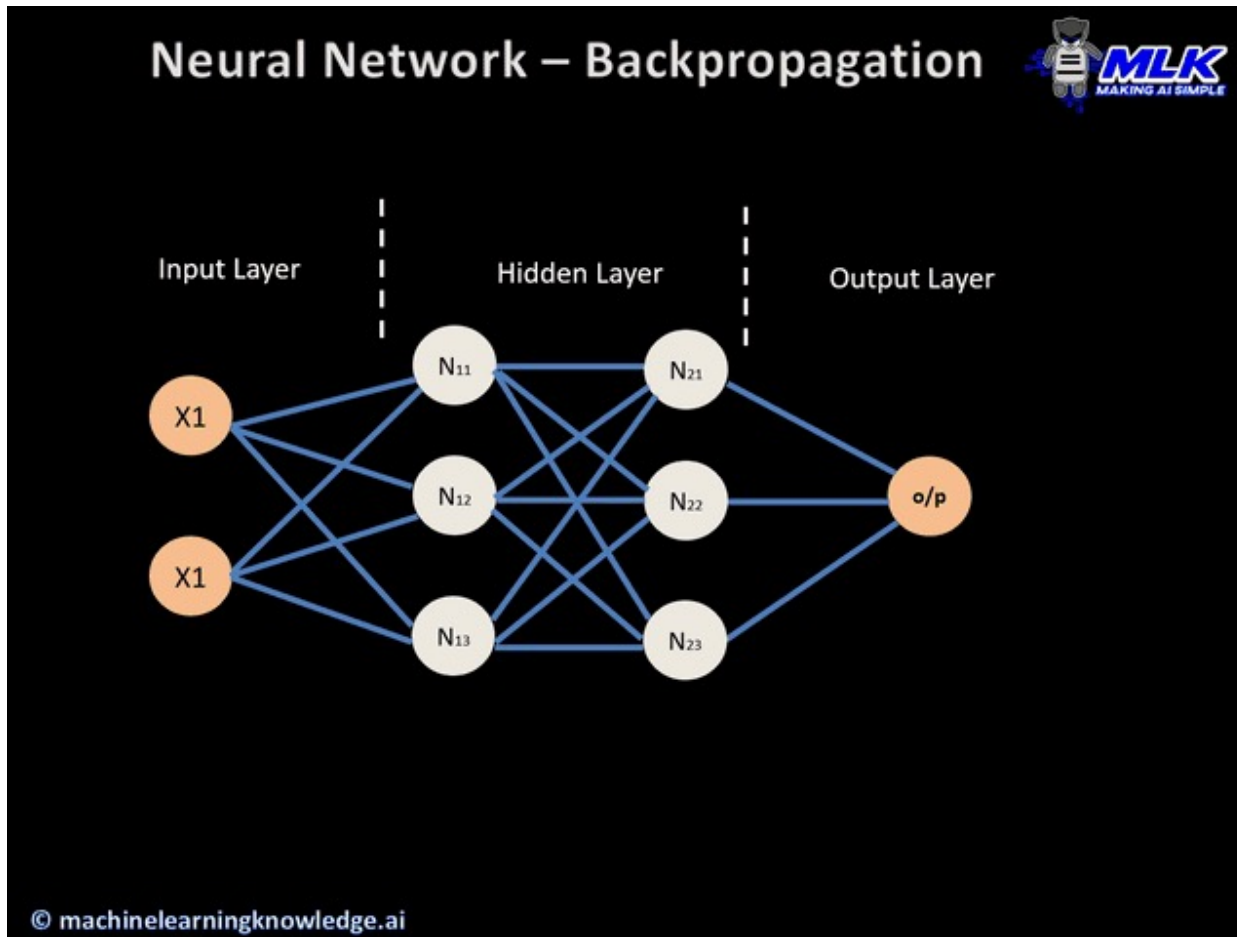 Neural Network – Backpropagation
MLK
MAKING AI SIMPLE
Input Layer
Hidden Layer
Output Layer
N₁₁
N₂₁
X1
N₁₂
N₂₂
o/p
X1
N₁₃
N₂₃
© machinelearningknowledge.ai